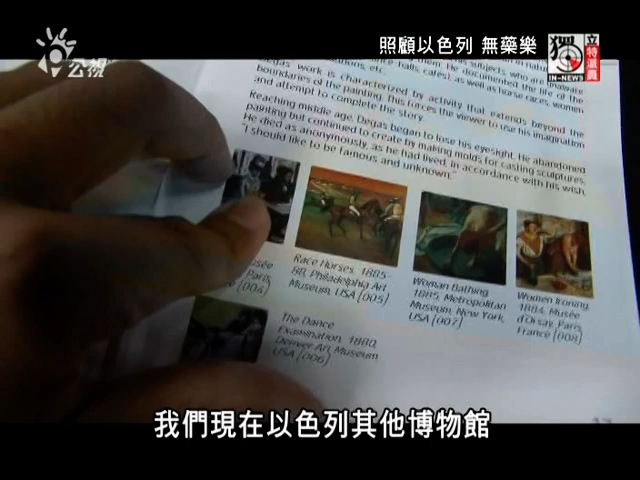 照顧以色列 無藥樂
獨立特派員
IN-NEWS
公視
subjects, who are
them. He documented the life of the
halls, cafes), as well as horse races, women
etc.
Degas' work is characterized by activity that extends beyond the
boundaries of the painting. This forces the viewer to use his imagination
and attempt to complete the story.
Reaching middle age, Degas began to lose his eyesight. He abandoned
painting but continued to create by making molds for casting sculptures.
He died as anonymously, as he had lived, in accordance with his wish,
"I should like to be famous and unknown."
Paris,
(004)
Race Horses, 1885-
88, Philadelphia Art
Museum, USA (005)
Woman Bathing,
1885, Metropolitan
Museum, New York,
USA (007)
Women Ironing,
1884, Musée
d'Orsay, Paris,
France (008)
The Dance
Examination, 1880,
Denver Art Museum
USA (006)
我們現在以色列其他博物館